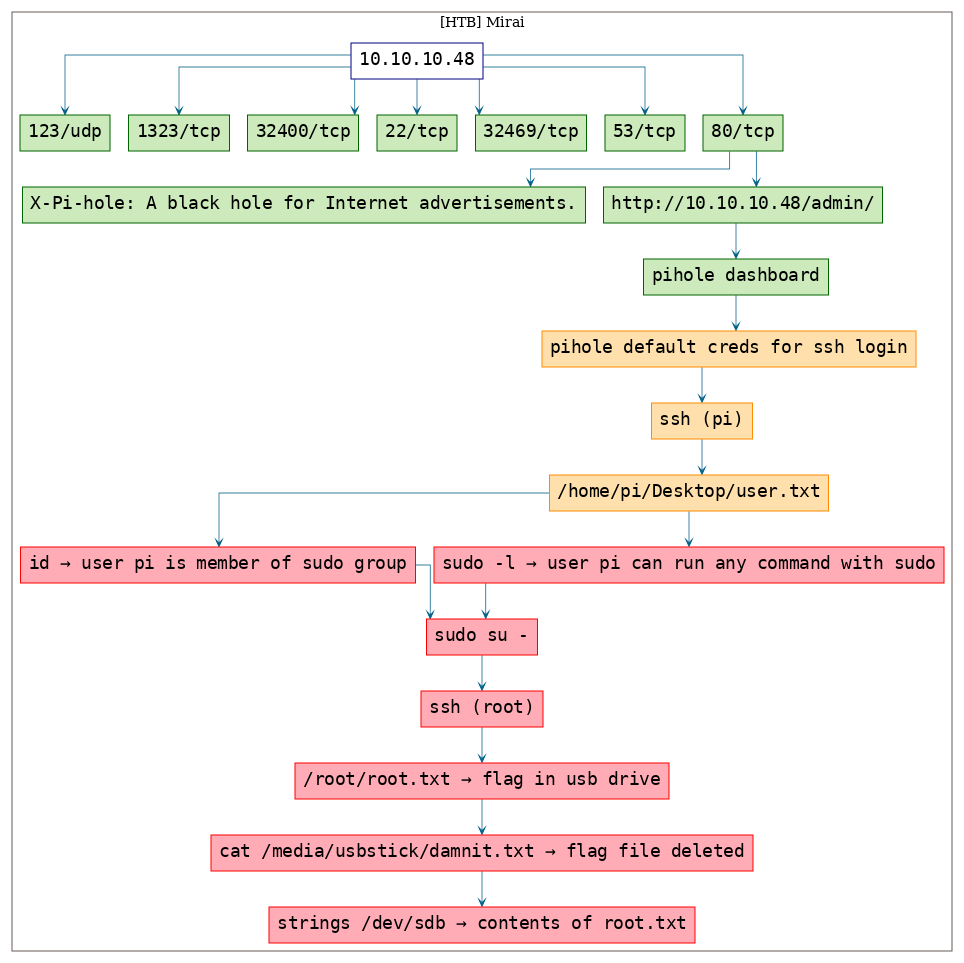 [HTB] Mirai
10.10.10.48
123/udp
1323/tcp
32400/tcp
22/tcp
32469/tcp
53/tcp
80/tcp
X-Pi-hole: A black hole for Internet advertisements.
http://10.10.10.48/admin/
pihole dashboard
pihole default creds for ssh login
ssh (pi)
/home/pi/Desktop/user.txt
id → user pi is member of sudo group
sudo -l → user pi can run any command with sudo
sudo su -
ssh (root)
/root/root.txt → flag in usb drive
cat /media/usbstick/damnit.txt → flag file deleted
strings /dev/sdb → contents of root.txt